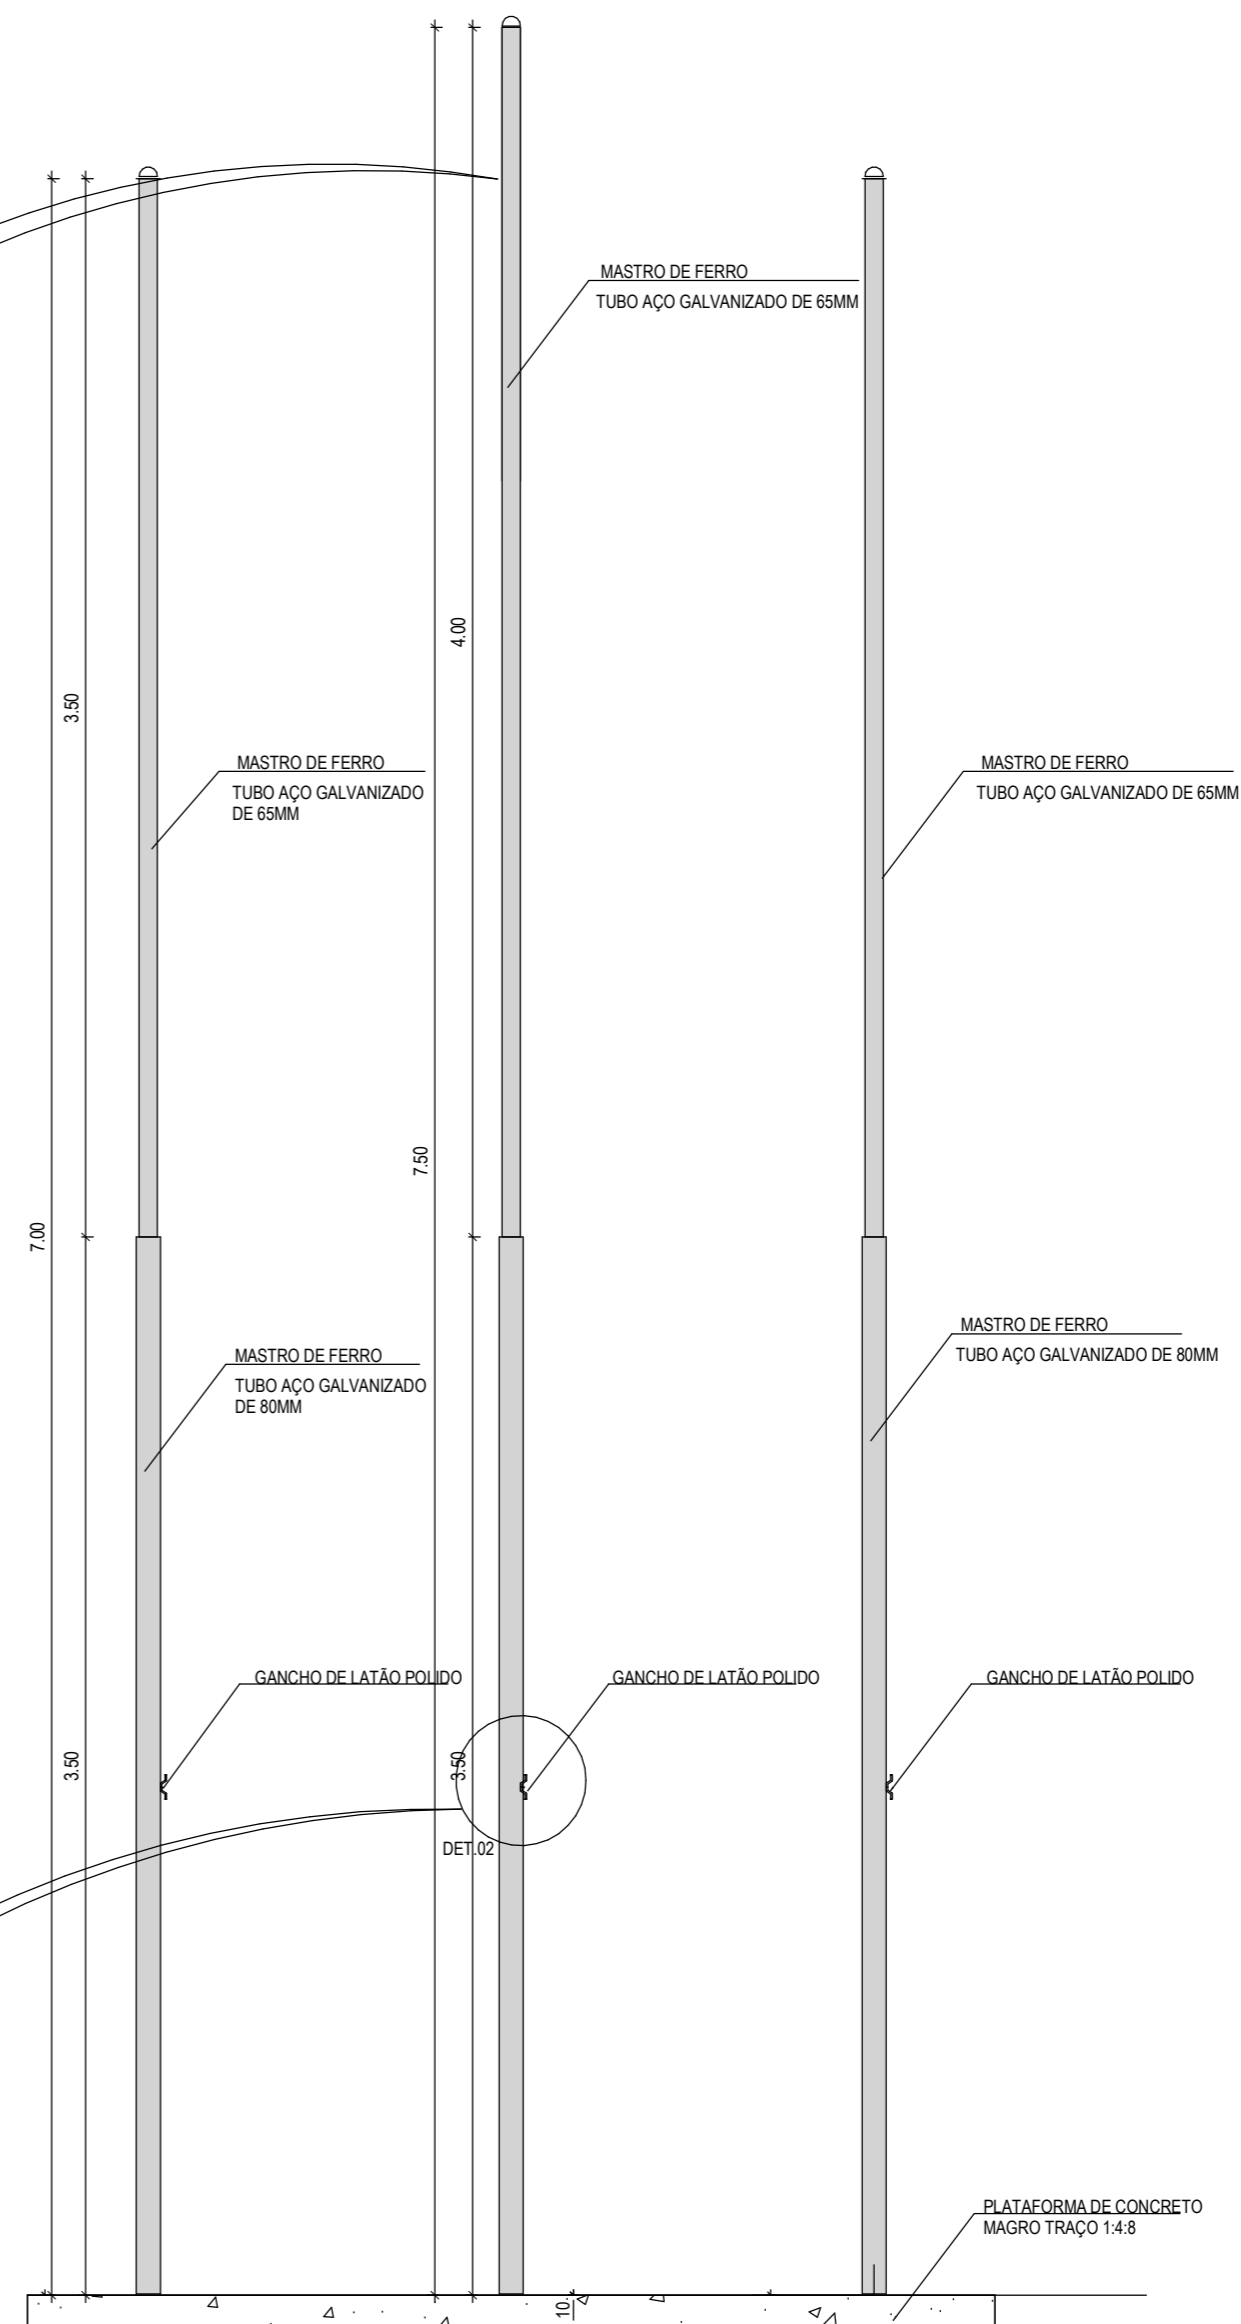 MASTRO DE FERRO
TUBO AÇO GALVANIZADO DE 65MM
4.00
3.50
MASTRO DE FERRO
TUBO AÇO GALVANIZADO
DE 65MM
MASTRO DE FERRO
TUBO AÇO GALVANIZADO DE 65MM
7.50
7.00
MASTRO DE FERRO
TUBO AÇO GALVANIZADO DE 80MM
MASTRO DE FERRO
TUBO AÇO GALVANIZADO
DE 80MM
GANCHO DE LATÃO POLIDO
GANCHO DE LATÃO POLIDO
GANCHO DE LATÃO POLIDO
3.50
3.50
DET.02
PLATAFORMA DE CONCRETO
MAGRO TRAÇO 1:4:8
.10